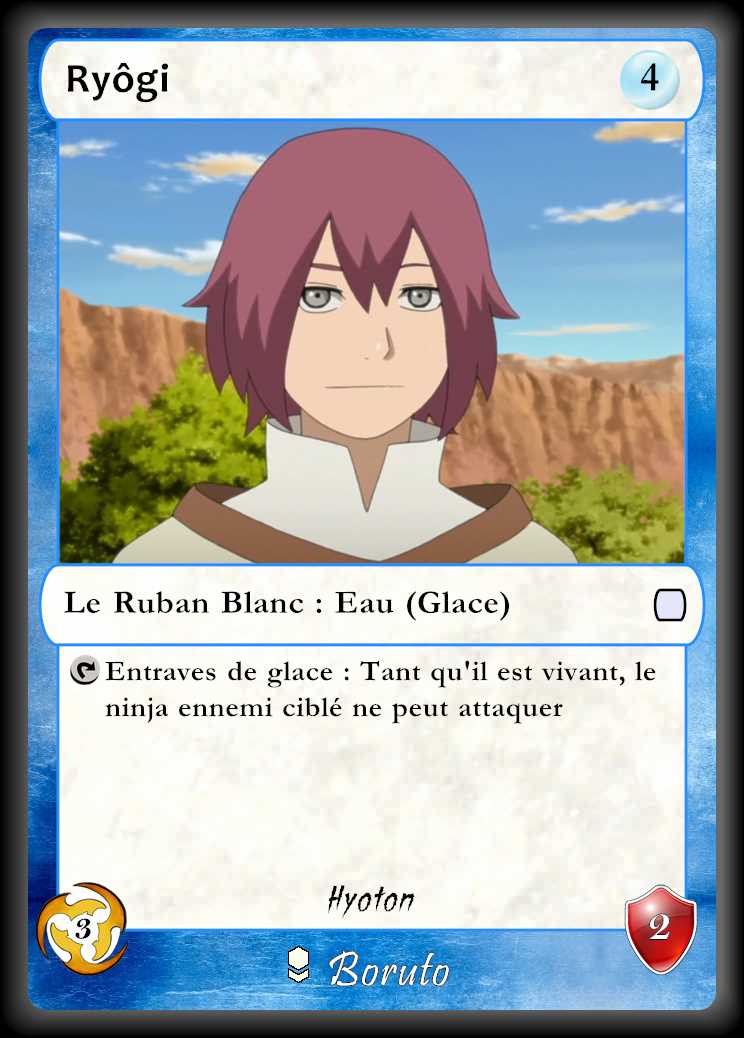 Ryôgi
4
Le Ruban Blanc : Eau (Glace)
Entraves de glace : Tant qu'il est vivant, le
ninja ennemi ciblé ne peut attaquer
Hyoton
3
2
Boruto